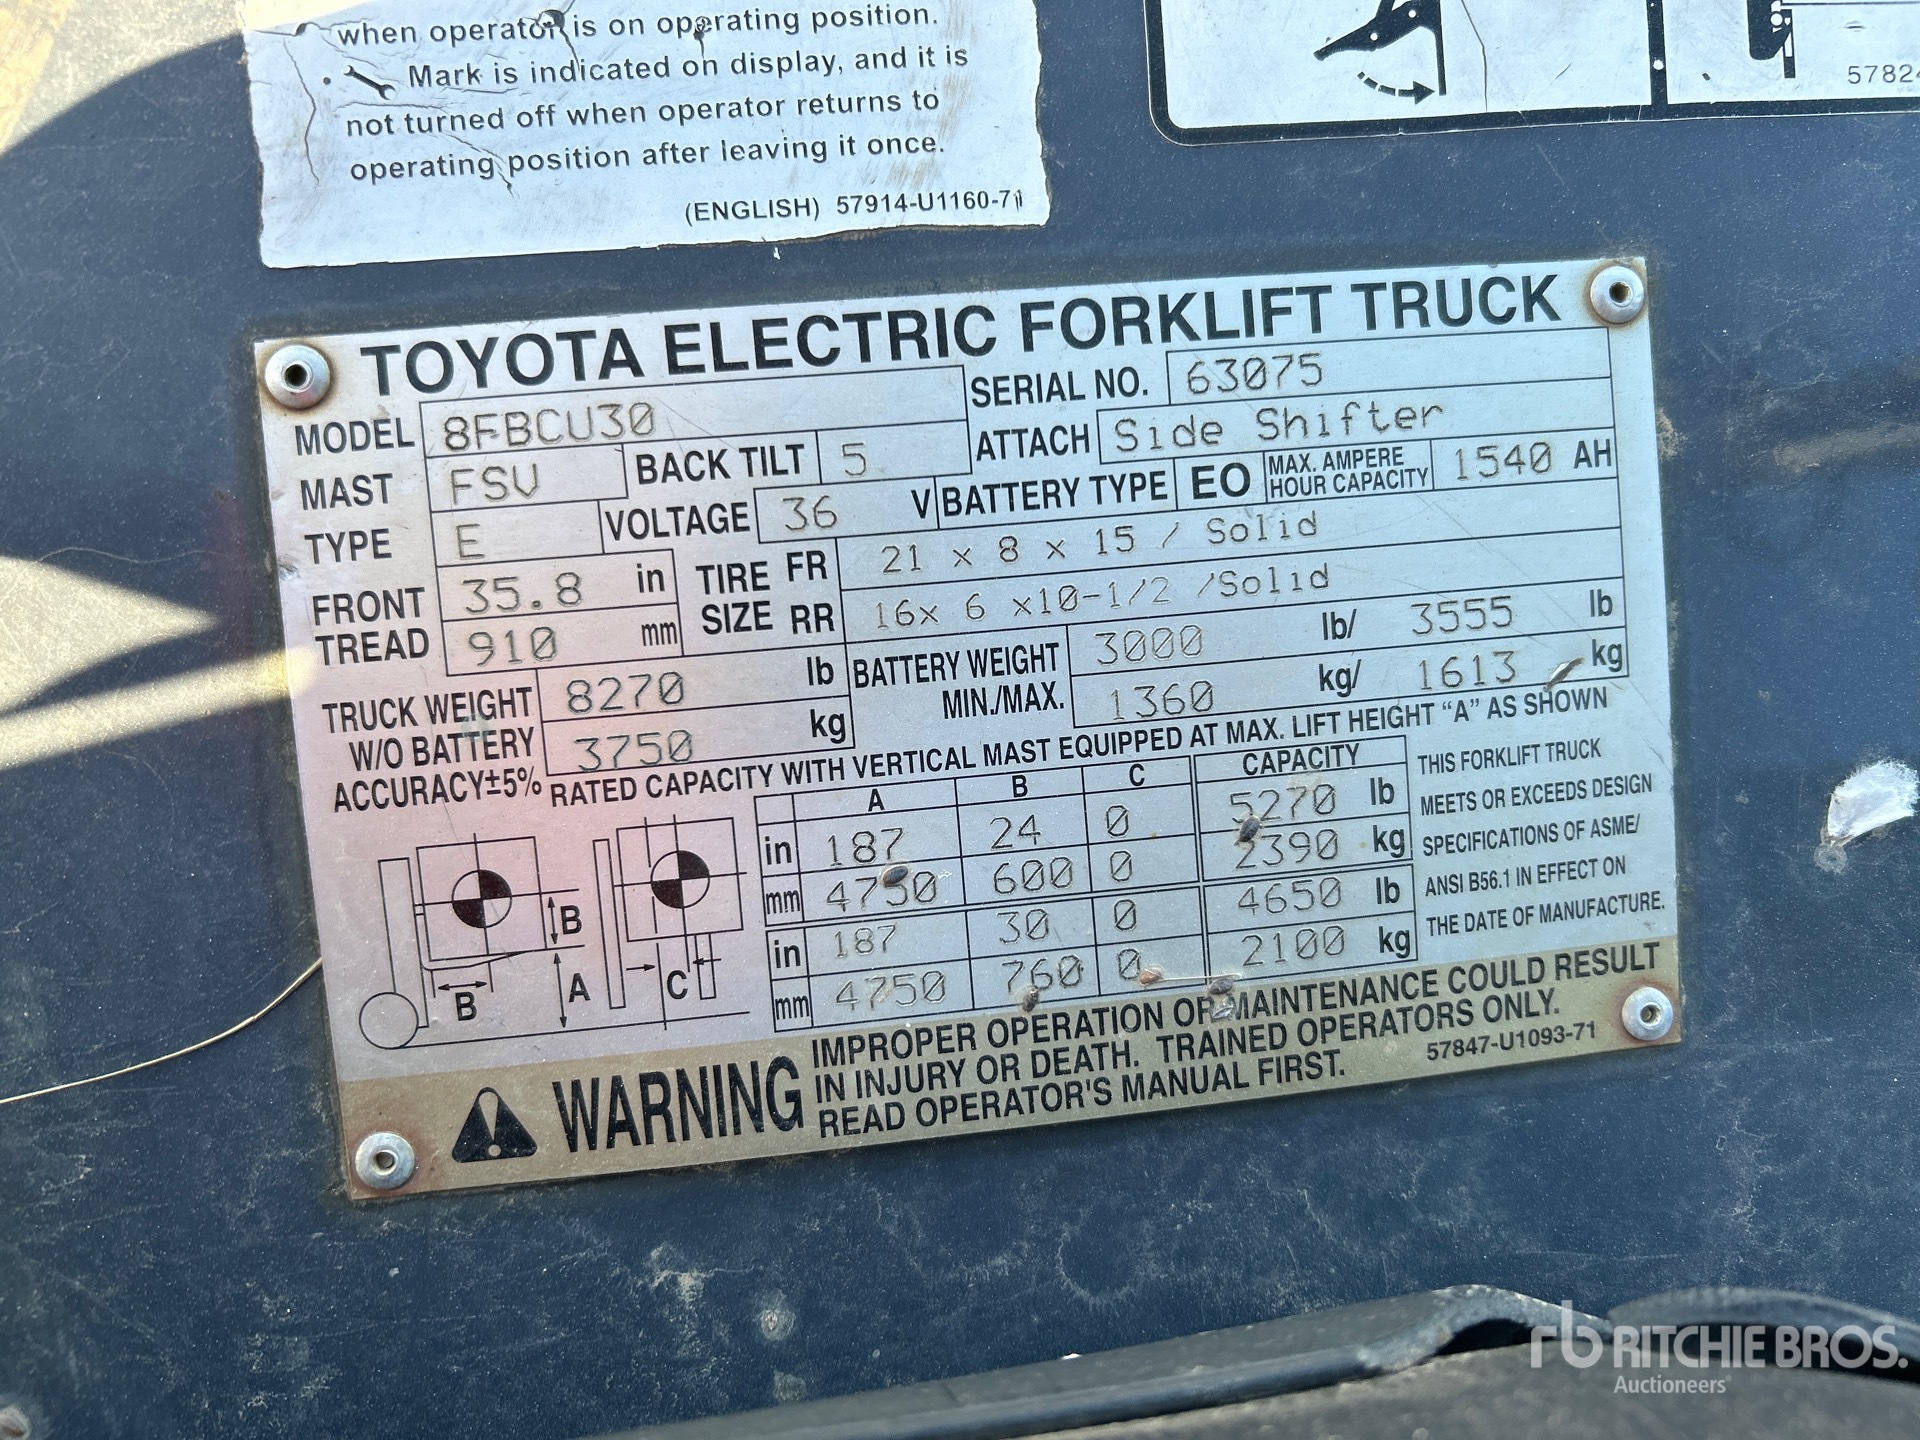 when operator is on operating position.
Mark is indicated on display, and it is
not turned off when operator returns to
operating position after leaving it once.
(ENGLISH) 57914-U1160-71
TOYOTA ELECTRIC FORKLIFT TRUCK
MODEL 8FBCU30 SERIAL NO. 63075
MAST FSV BACK TILT 5 ATTACH Side Shifter
TYPE E VOLTAGE 36 V BATTERY TYPE EO MAX. AMPERE HOUR CAPACITY 1540 AH
FRONT TREAD 35.8 in 910 mm
TIRE SIZE FR 21 x 8 x 15 / Solid
RR 16x 6 x10-1/2 /Solid
TRUCK WEIGHT W/O BATTERY 8270 lb 3750 kg
ACCURACY±5%
BATTERY WEIGHT MIN./MAX. 3000 lb/ 3555 lb
1360 kg/ 1613 kg
RATED CAPACITY WITH VERTICAL MAST EQUIPPED AT MAX. LIFT HEIGHT "A" AS SHOWN
A B C CAPACITY
in 187 24 0 5270 lb
mm 4750 600 0 2390 kg
in 187 30 0 4650 lb
mm 4750 760 0 2100 kg
B
B
A
C
THIS FORKLIFT TRUCK
MEETS OR EXCEEDS DESIGN
SPECIFICATIONS OF ASME/
ANSI B56.1 IN EFFECT ON
THE DATE OF MANUFACTURE.
WARNING
IMPROPER OPERATION OR MAINTENANCE COULD RESULT
IN INJURY OR DEATH. TRAINED OPERATORS ONLY.
READ OPERATOR'S MANUAL FIRST.
57847-U1093-71
5782
rb RITCHIE BROS.
Auctioneers